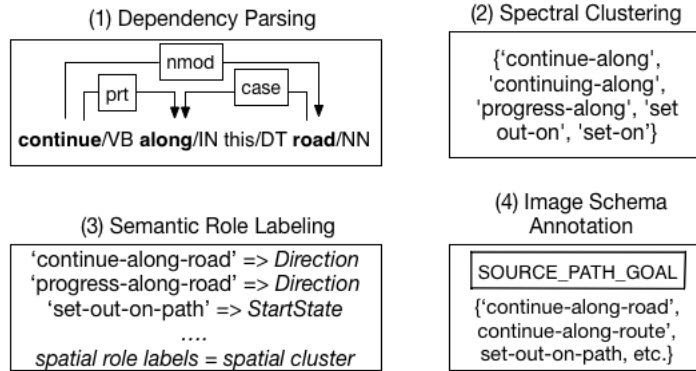 (1) Dependency Parsing
nmod
prt
case
continue/VB along/IN this/DT road/NN
(2) Spectral Clustering
{‘continue-along',
'continuing-along',
'progress-along', 'set
out-on', 'set-on’}
(3) Semantic Role Labeling
‘continue-along-road’ => Direction
‘progress-along-road’ => Direction
‘set-out-on-path’ => StartState
....
spatial role labels = spatial cluster
(4) Image Schema
Annotation
SOURCE_PATH_GOAL
{‘continue-along-road’,
continue-along-route’,
set-out-on-path, etc.}